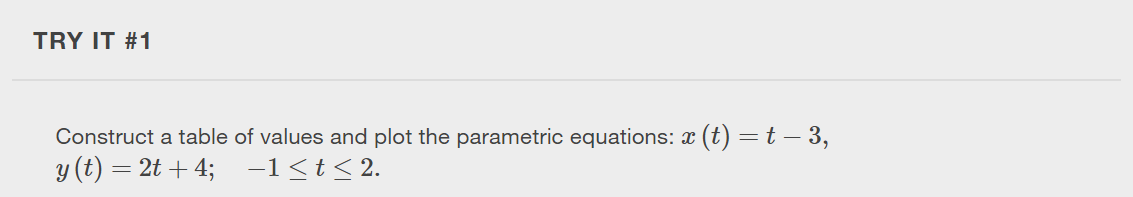 TRY IT #1
Construct a table of values and plot the parametric equations: x (t) = t − 3,
y (t) = 2t + 4;   −1 ≤ t ≤ 2.